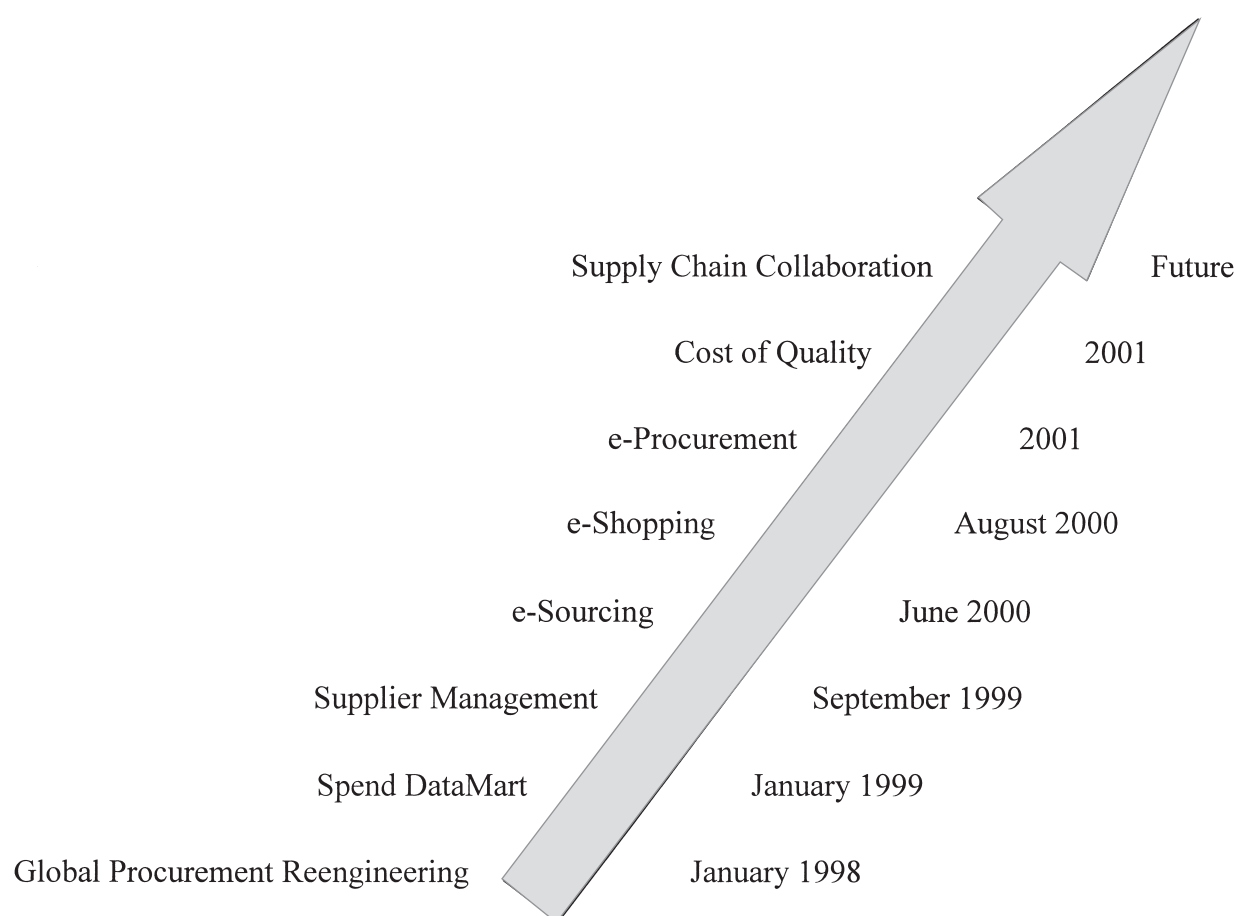 Supply Chain Collaboration Future
Cost of Quality 2001
e-Procurement 2001
e-Shopping August 2000
e-Sourcing June 2000
Supplier Management September 1999
Spend DataMart January 1999
Global Procurement Reengineering January 1998